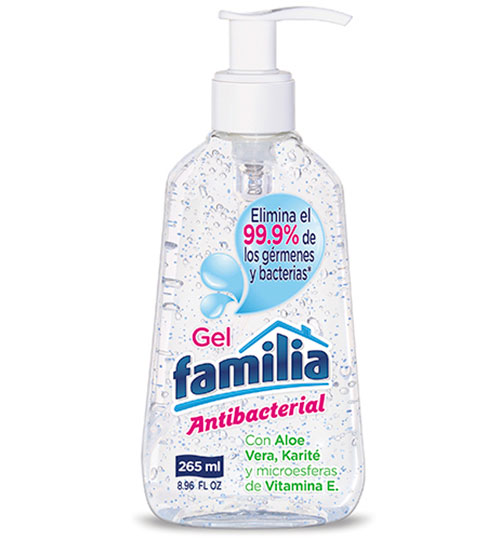 Elimina el
99.9% de
los gérmenes
y bacterias*
Gel
familia
Antibacterial
Con Aloe
Vera, Karité
y microesferas
de Vitamina E.
265 ml
8.96 FL OZ